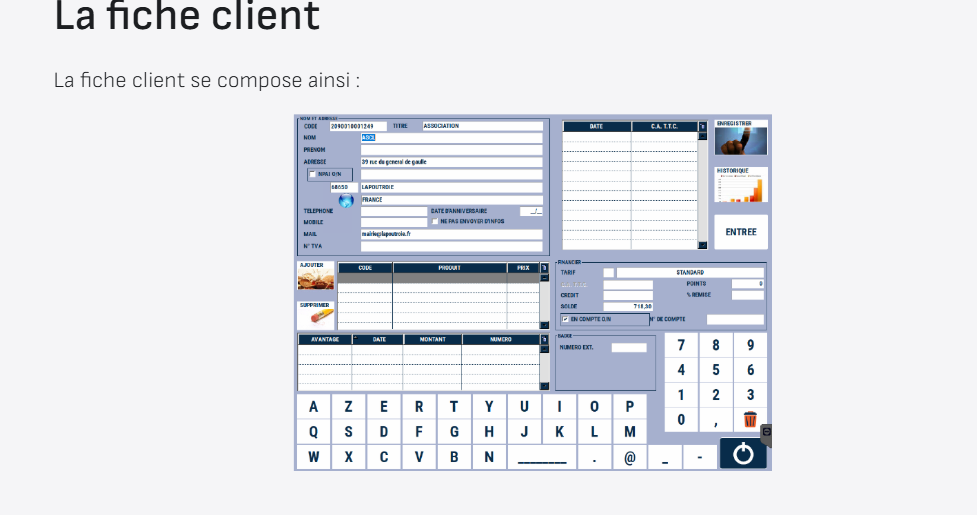 La fiche client
La fiche client se compose ainsi :
NOM ET ADRESSE
CODE 2090018001249 TITRE ASSOCIATION
NOM
PRENOM
ADRESSE 39 rue du general de gaulle
NPAI O/N
68650 LAPOUTROIE
FRANCE
TELEPHONE DATE D'ANNIVERSAIRE _/_
MOBILE NE PAS ENVOYER D'INFOS
MAIL mairie@lapoutroie.fr
N° TVA
DATE C.A. T.T.C.
ENREGISTRER
HISTORIQUE
ENTREE
AJOUTER
SUPPRIMER
CODE PRODUIT PRIX
FINANCIER
TARIF STANDARD
POINTS 0
CREDIT % REMISE
SOLDE 718,30
EN COMPTE O/N N° DE COMPTE
AVANTAGE DATE MONTANT NUMERO
BADGE
NUMERO EXT.
7 8 9
4 5 6
1 2 3
0 ,
A Z E R T Y U I O P
Q S D F G H J K L M
W X C V B N ________ . @ _ -